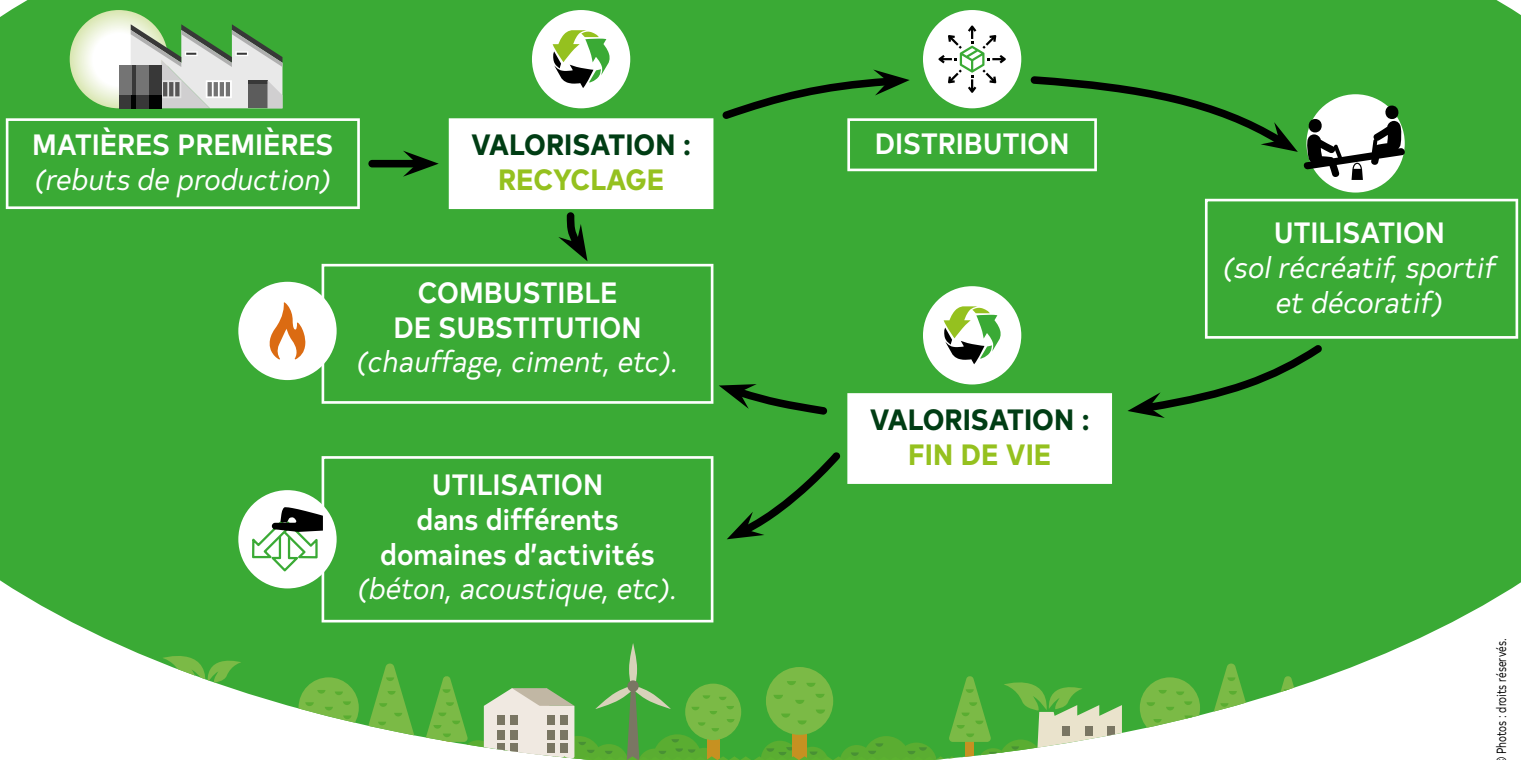 MATIÈRES PREMIÈRES
(rebuts de production)
VALORISATION :
RECYCLAGE
DISTRIBUTION
UTILISATION
(sol récréatif, sportif
et décoratif)
COMBUSTIBLE
DE SUBSTITUTION
(chauffage, ciment, etc).
VALORISATION :
FIN DE VIE
UTILISATION
dans différents
domaines d'activités
(béton, acoustique, etc).
© Photos : droits réservés.